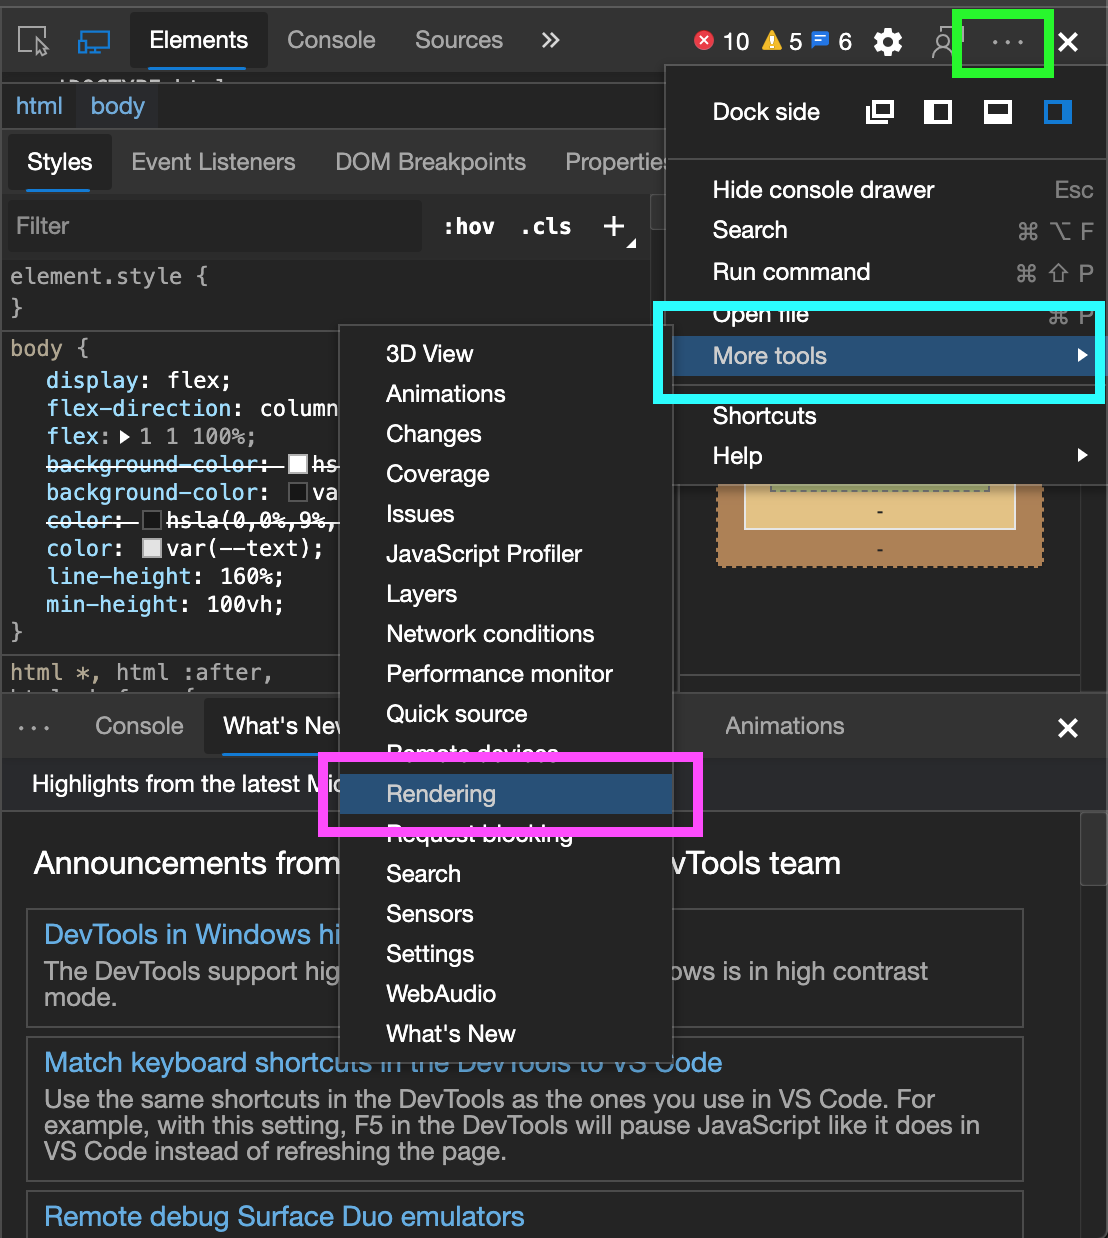 Elements Console Sources 10 5 6
html body
Styles Event Listeners DOM Breakpoints
Filter :hov .cls +
element.style {
}
body {
display: flex;
flex-direction: column
flex: 1 1 100%;
background-color: hs
background-color: va
color: hsla(0,0%,9%,
color: var(--text);
line-height: 160%;
min-height: 100vh;
}
html *, html :after,
Dock side
Hide console drawer Esc
Search ⌘ ⌥ F
Run command ⌘ ⇧ P
Open file ⌘ P
More tools
Shortcuts
Help
-
-
3D View
Animations
Changes
Coverage
Issues
JavaScript Profiler
Layers
Network conditions
Performance monitor
Quick source
Remote devices
Rendering
Request blocking
Search
Sensors
Settings
WebAudio
What's New
Console What's New Animations
Highlights from the latest Mic
Announcements from vTools team
DevTools in Windows hi
The DevTools support hig ows is in high contrast
mode.
Match keyboard shortcuts in the DevTools to VS Code
Use the same shortcuts in the DevTools as the ones you use in VS Code. For
example, with this setting, F5 in the DevTools will pause JavaScript like it does in
VS Code instead of refreshing the page.
Remote debug Surface Duo emulators